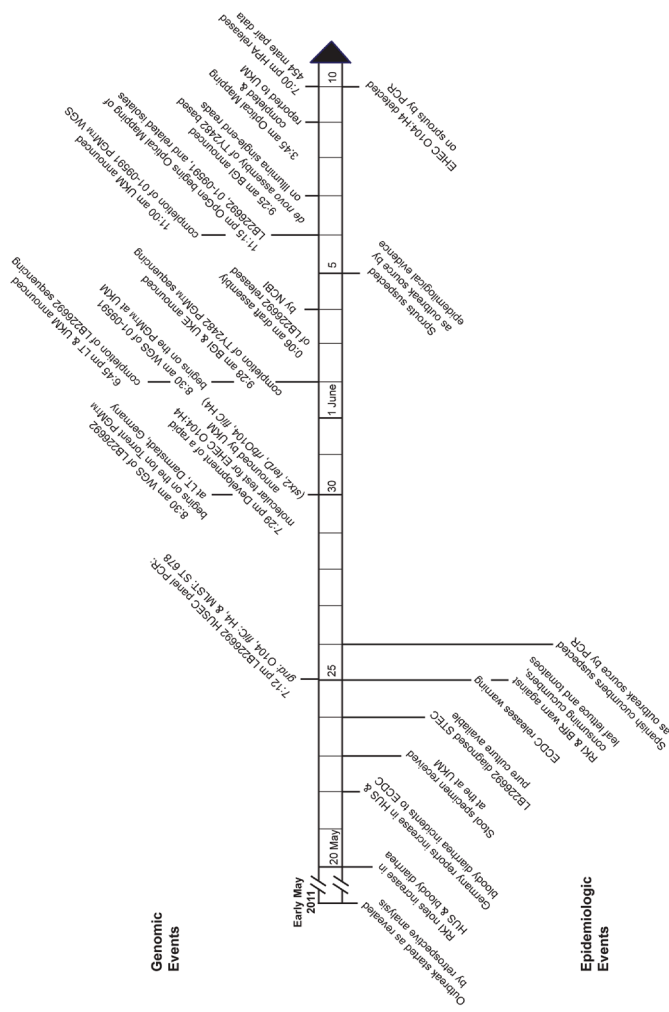 Genomic
Events
Early May
2011
20 May
25
30
1 June
5
10
7:12 pm LB226692 HUSEC panel PCR:
gnd: O104, fliC: H4, & MLST: ST 678
8:30 am WGS of LB226692
begins on the Ion Torrent PGM™
at LT, Darmstadt, Germany
7:29 pm Development of a rapid
molecular test for EHEC O104:H4
announced by UKM
(stx2, terD, rbO104, fliC H4)
6:45 pm LT & UKM announced
completion of LB226692 sequencing
8:30 am WGS of 01-09591
begins on the PGM™ at UKM
9:28 am BGI & UKE announced
completion of TY2482 PGM™ sequencing
0:06 am draft assembly
of LB226692 released
by NCBI
11:00 am UKM announced
completion of 01-09591 PGM™ WGS
11:15 pm OpGen begins Optical Mapping of
LB226692, 01-09591, and related isolates
9:25 am BGI announced
de novo assembly of TY2482 based
on Illumina single-end reads
3:45 am Optical Mapping
completed &
reported to UKM
7:00 pm HPA released
454 mate pair data
Epidemiologic
Events
Outbreak started as revealed
by retrospective analysis
RKI notes increase in
HUS & bloody diarrhea
Germany reports increase in HUS &
bloody diarrhea incidents to ECDC
Stool specimen received
at the at UKM
LB226692 diagnosed STEC
pure culture available
ECDC releases warning
RKI & BfR warn against
consuming cucumbers,
leaf lettuce and tomatoes
Spanish cucumbers suspected
as outbreak source by PCR
Sprouts suspected
as outbreak source by
epidemilogical evidence
EHEC O104:H4 detected
on sprouts by PCR